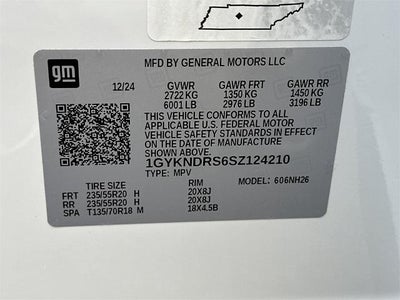 gm
MFD BY GENERAL MOTORS LLC
12/24 GVWR GAWR FRT GAWR RR
2722 KG 1350 KG 1450 KG
6001 LB 2976 LB 3196 LB
THIS VEHICLE CONFORMS TO ALL
APPLICABLE U.S. FEDERAL MOTOR
VEHICLE SAFETY STANDARDS IN EFFECT
ON THE DATE OF MANUFACTURE
SHOWN ABOVE.
1GYKNDRS6SZ124210
TYPE: MPV MODEL: 606NH26
TIRE SIZE RIM
FRT 235/55R20 H 20X8J
RR 235/55R20 H 20X8J
SPA T135/70R18 M 18X4.5B